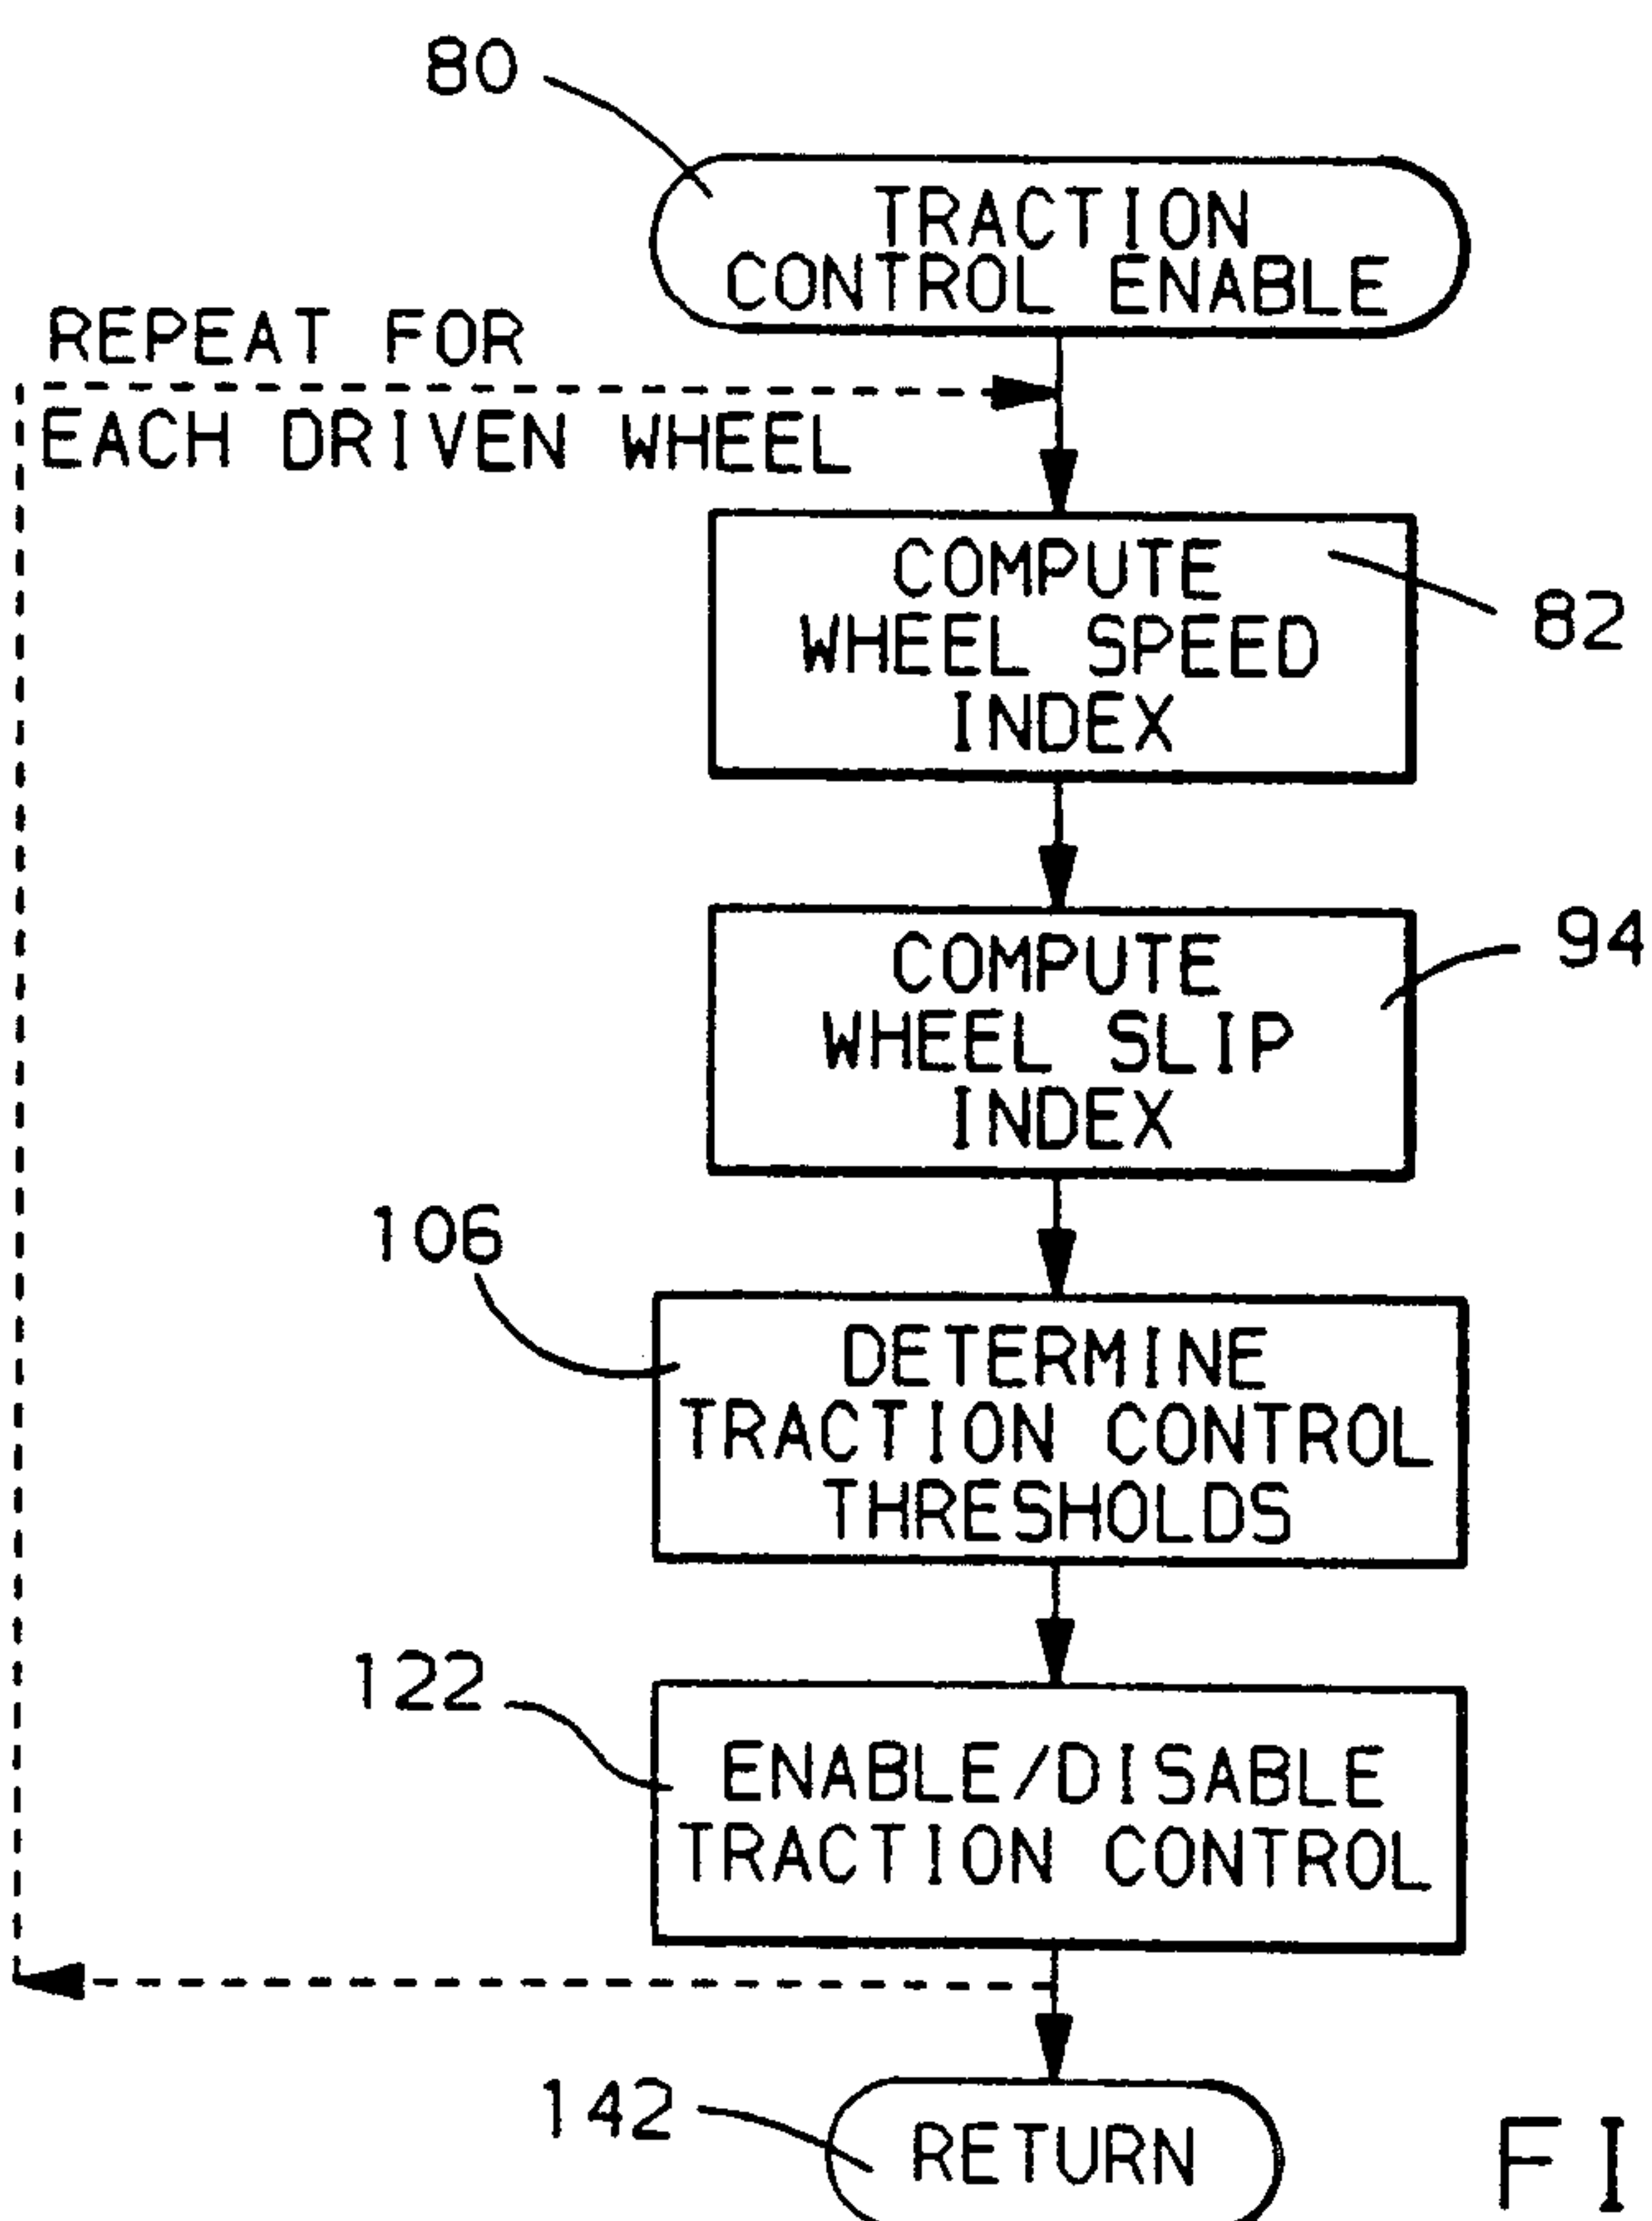 80
TRACTION
CONTROL ENABLE
REPEAT FOR
EACH DRIVEN WHEEL
COMPUTE
WHEEL SPEED
INDEX
82
COMPUTE
WHEEL SLIP
INDEX
94
106
DETERMINE
TRACTION CONTROL
THRESHOLDS
122
ENABLE/DISABLE
TRACTION CONTROL
142
RETURN
FI